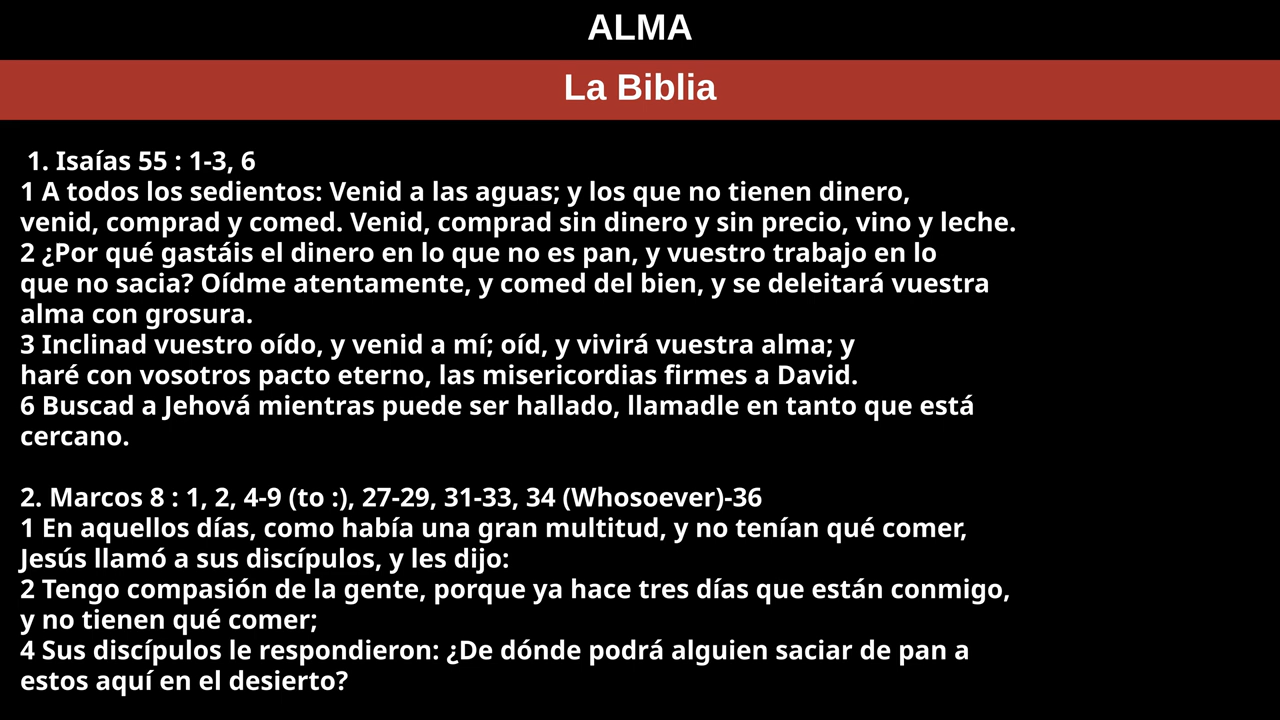 ALMA
La Biblia
1. Isaías 55 : 1-3, 6
1 A todos los sedientos: Venid a las aguas; y los que no tienen dinero,
venid, comprad y comed. Venid, comprad sin dinero y sin precio, vino y leche.
2 ¿Por qué gastáis el dinero en lo que no es pan, y vuestro trabajo en lo
que no sacia? Oídme atentamente, y comed del bien, y se deleitará vuestra
alma con grosura.
3 Inclinad vuestro oído, y venid a mí; oíd, y vivirá vuestra alma; y
haré con vosotros pacto eterno, las misericordias firmes a David.
6 Buscad a Jehová mientras puede ser hallado, llamadle en tanto que está
cercano.
2. Marcos 8 : 1, 2, 4-9 (to :), 27-29, 31-33, 34 (Whosoever)-36
1 En aquellos días, como había una gran multitud, y no tenían qué comer,
Jesús llamó a sus discípulos, y les dijo:
2 Tengo compasión de la gente, porque ya hace tres días que están conmigo,
y no tienen qué comer;
4 Sus discípulos le respondieron: ¿De dónde podrá alguien saciar de pan a
estos aquí en el desierto?